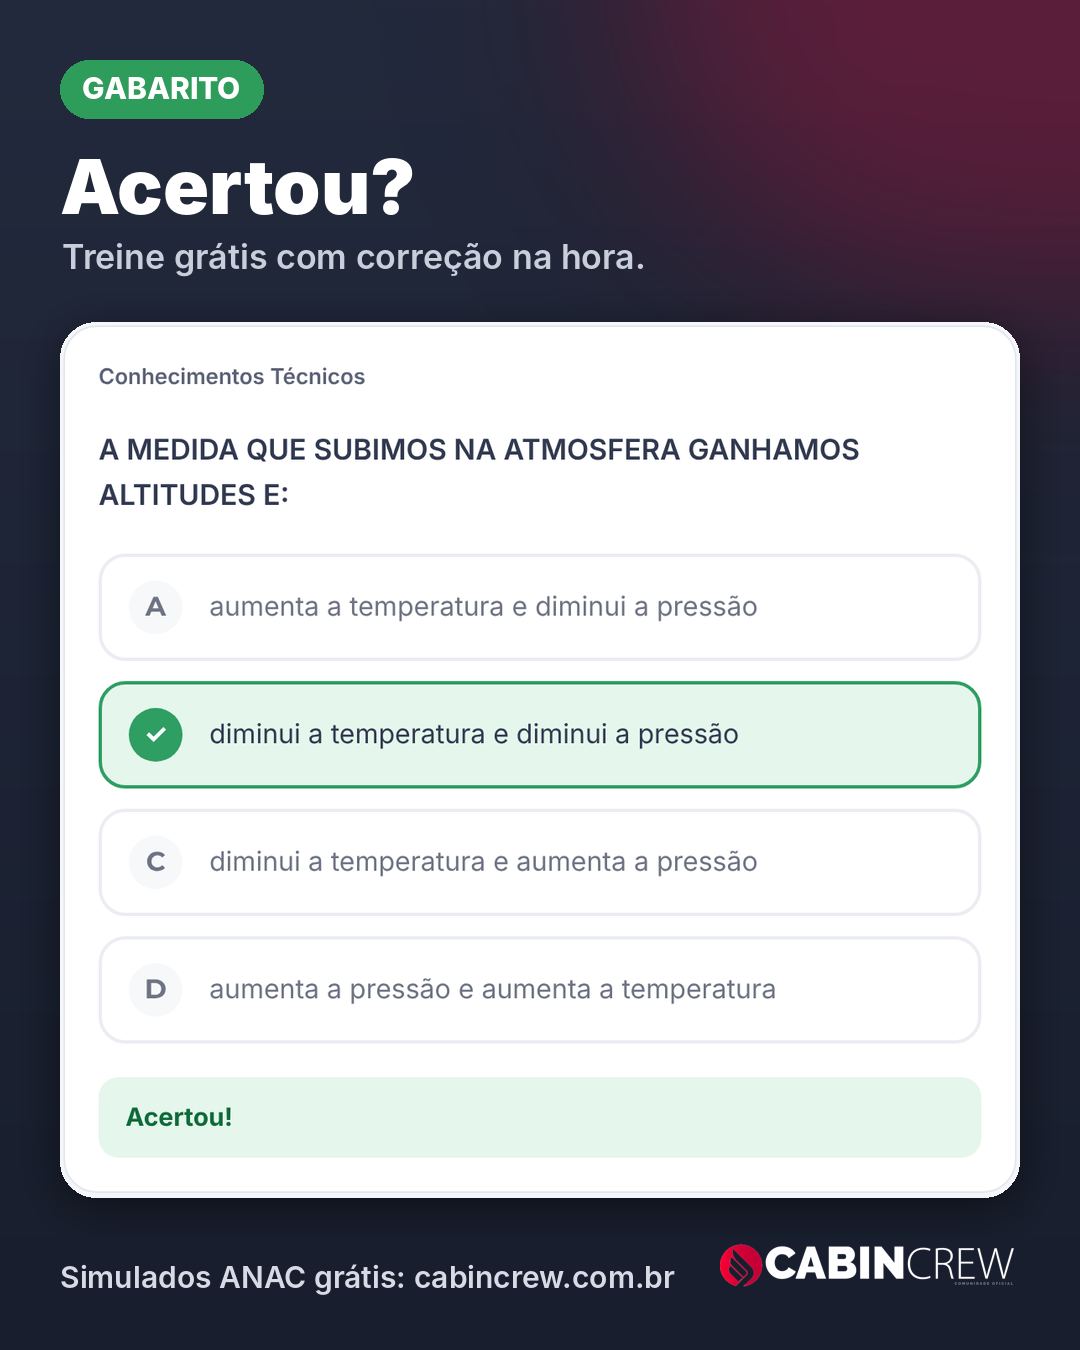 GABARITO
Acertou?
Treine grátis com correção na hora.
Conhecimentos Técnicos
A MEDIDA QUE SUBIMOS NA ATMOSFERA GANHAMOS
ALTITUDES E:
A aumenta a temperatura e diminui a pressão
diminui a temperatura e diminui a pressão
C diminui a temperatura e aumenta a pressão
D aumenta a pressão e aumenta a temperatura
Acertou!
Simulados ANAC grátis: cabincrew.com.br
CABINCREW
COMUNIDADE OFICIAL